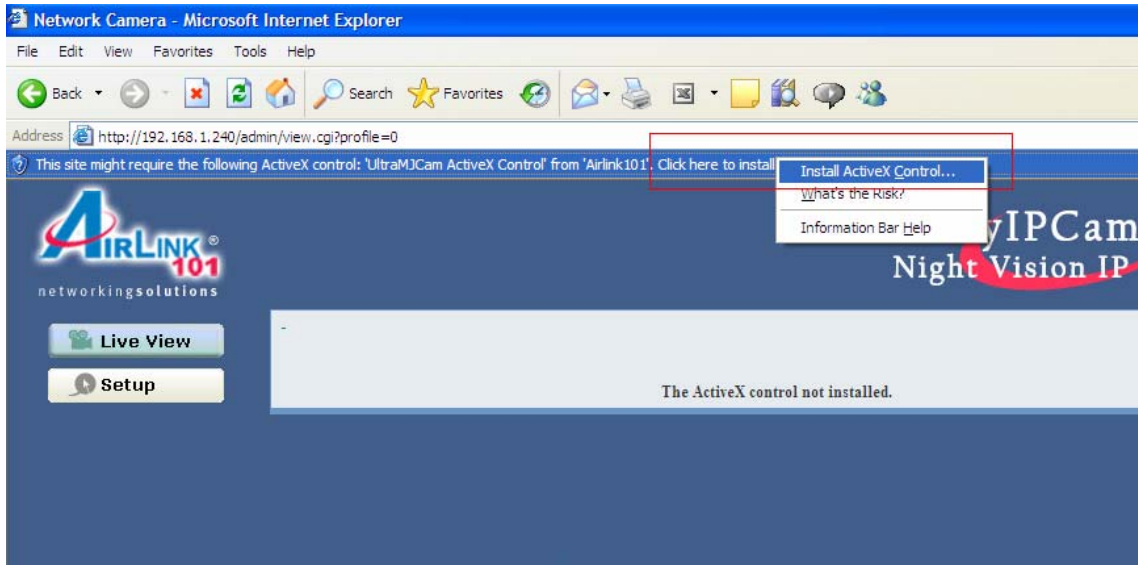 Network Camera - Microsoft Internet Explorer
File Edit View Favorites Tools Help
Back Search Favorites
Address http://192.168.1.240/admin/view.cgi?profile=0
This site might require the following ActiveX control: 'UltraMJCam ActiveX Control' from 'Airlink101'. Click here to install
Install ActiveX Control...
What's the Risk?
Information Bar Help
AIRLINK®
101
networkingsolutions
yIPCam
Night Vision IP
Live View
Setup
-
The ActiveX control not installed.